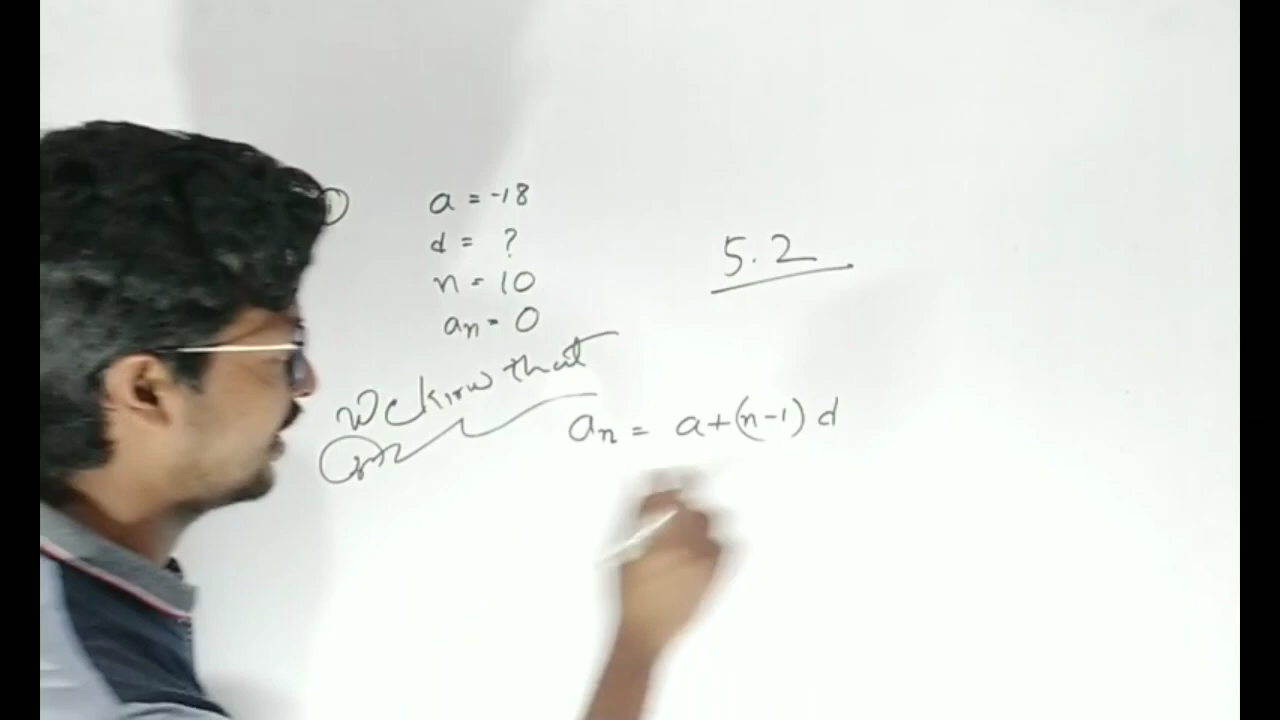 a = -18
d = ?
n = 10
an = 0
5.2
We know that
an = a+(n-1) d